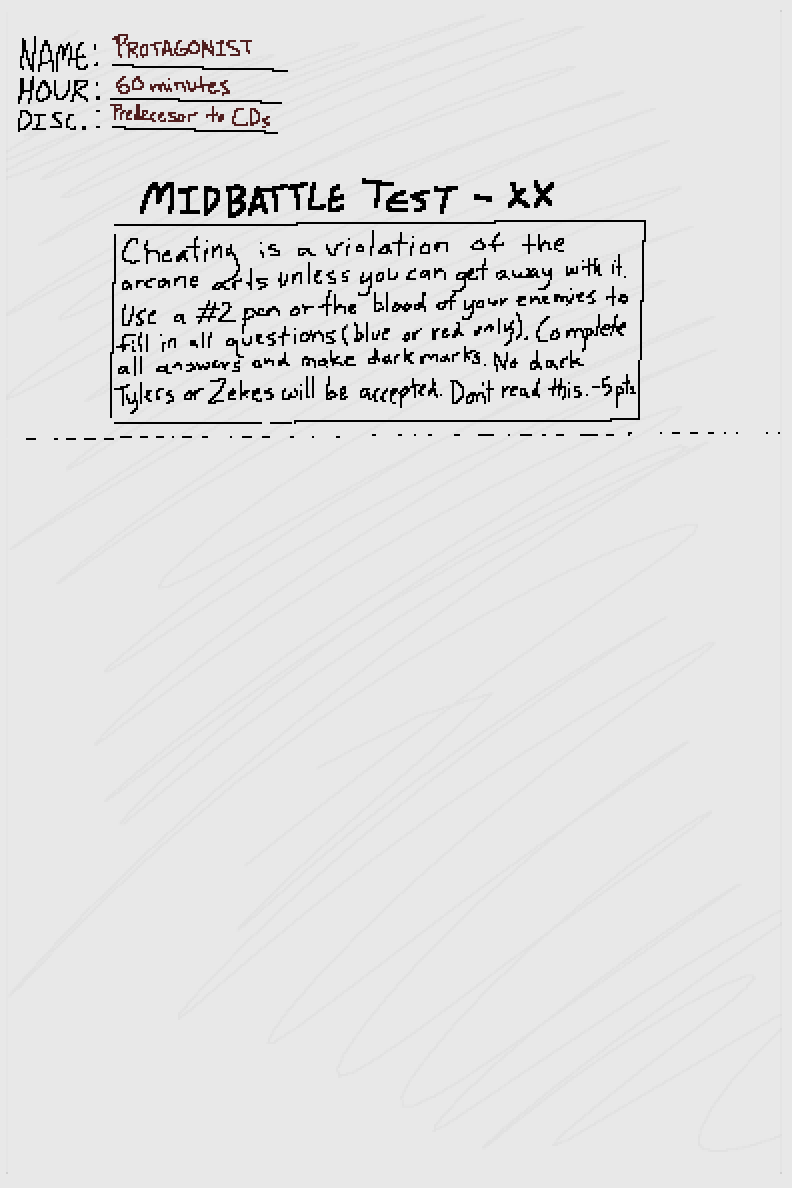 NAME: PROTAGONIST
HOUR: 60 minutes
DISC.: Predecesor to CDs
MIDBATTLE TEST - XX
Cheating is a violation of the
arcane arts unless you can get away with it.
Use a #2 pen or the blood of your enemies to
fill in all questions (blue or red only). Complete
all answers and make dark marks. No dark
Tylers or Zekes will be accepted. Don't read this. -5 pts